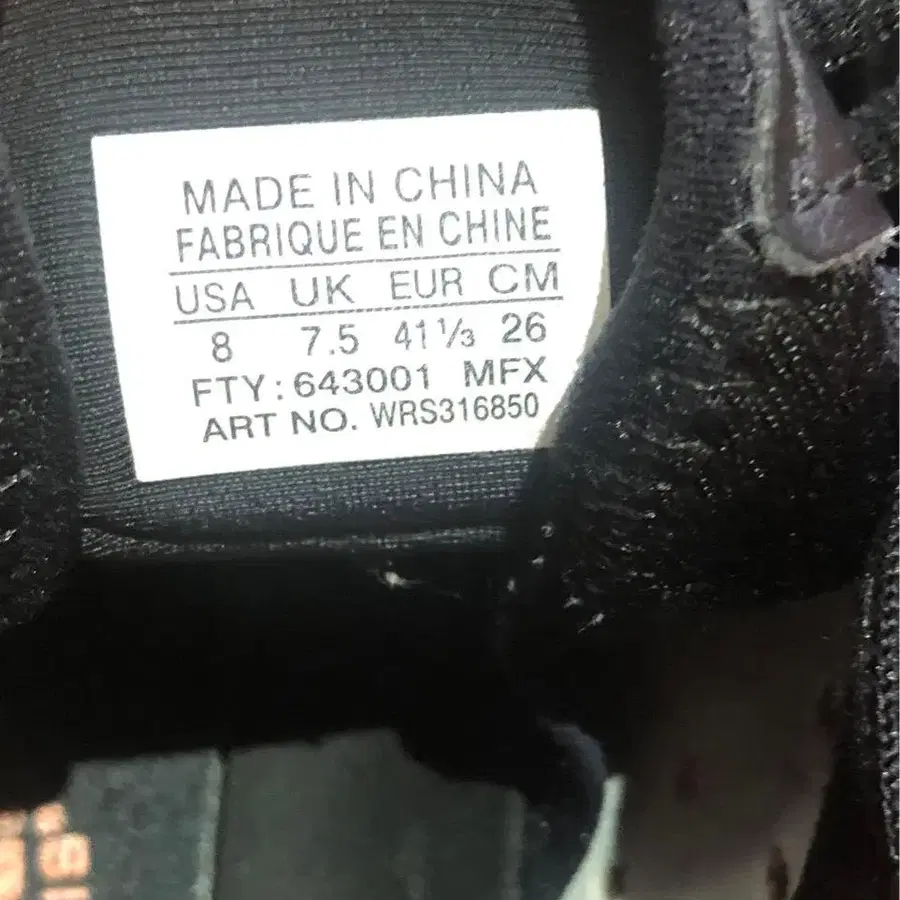 MADE IN CHINA
FABRIQUE EN CHINE
USA UK EUR CM
8 7.5 41⅓ 26
FTY: 643001 MFX
ART NO. WRS316850